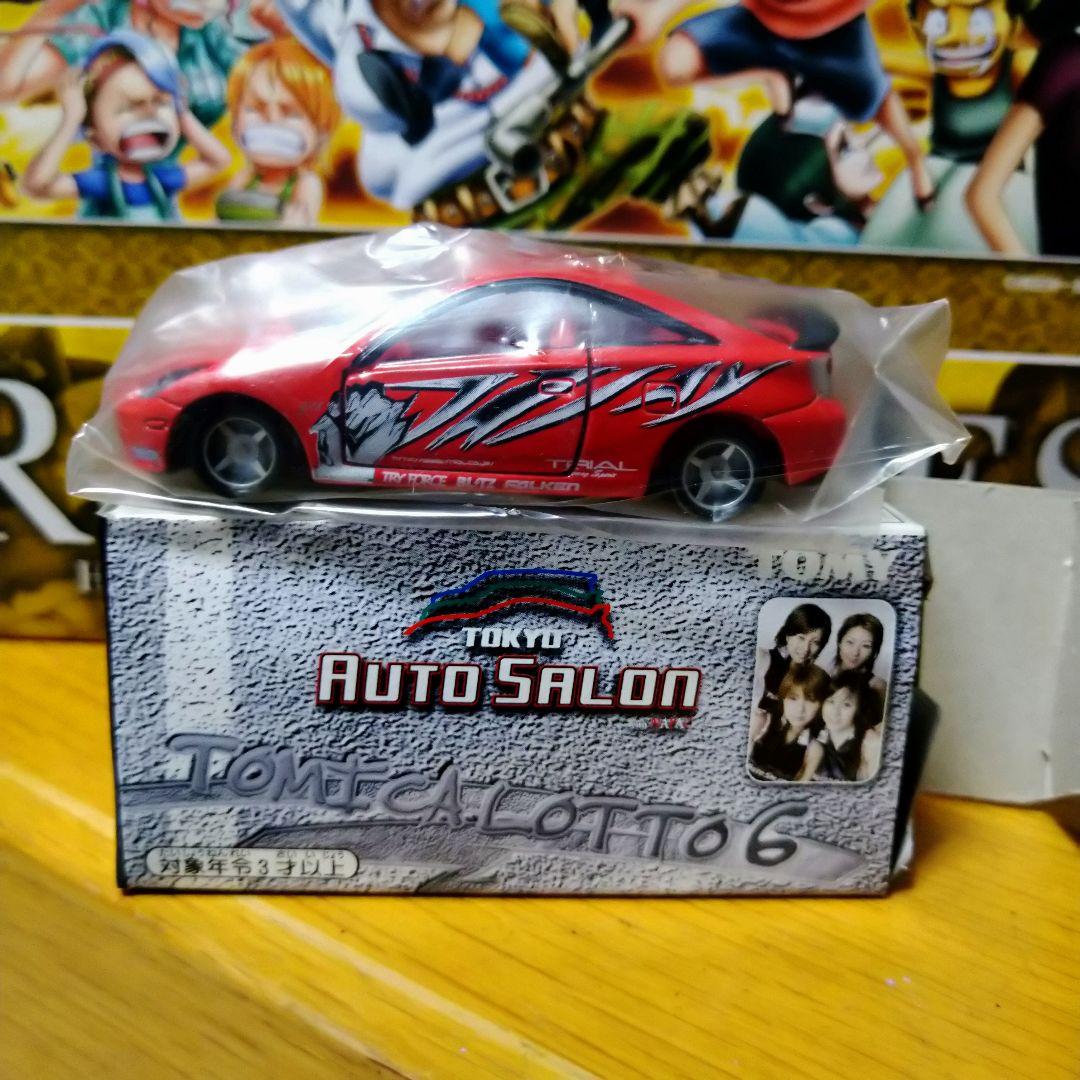 TRIAL
TRY FORCE BLITZ FALKEN
TOMY
TOKYO
AUTO SALON
TOMICA LOTTO 6
対象年令3才以上